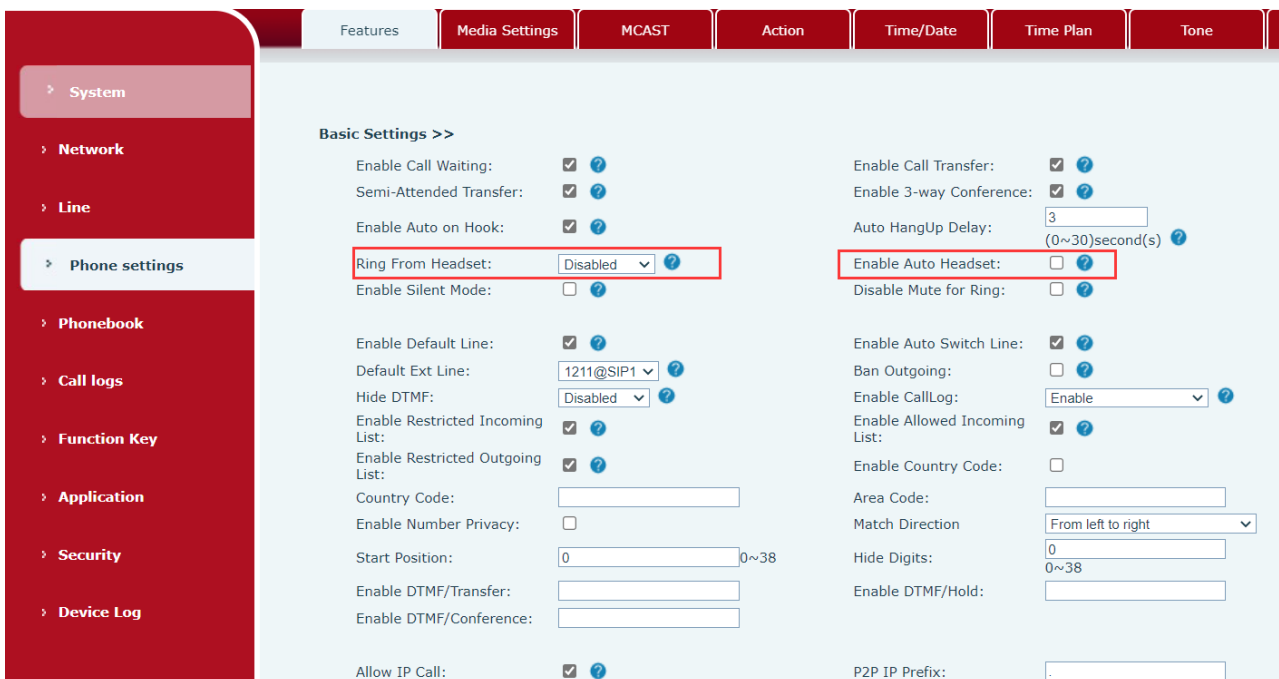 Features Media Settings MCAST Action Time/Date Time Plan Tone
System
Network
Line
Phone settings
Phonebook
Call logs
Function Key
Application
Security
Device Log
Basic Settings >>
Enable Call Waiting: Enable Call Transfer:
Semi-Attended Transfer: Enable 3-way Conference:
Enable Auto on Hook: Auto HangUp Delay: 3
(0~30)second(s)
Ring From Headset: Disabled Enable Auto Headset:
Enable Silent Mode: Disable Mute for Ring:
Enable Default Line: Enable Auto Switch Line:
Default Ext Line: 1211@SIP1 Ban Outgoing:
Hide DTMF: Disabled Enable CallLog: Enable
Enable Restricted Incoming List: Enable Allowed Incoming List:
Enable Restricted Outgoing List: Enable Country Code:
Country Code: Area Code:
Enable Number Privacy: Match Direction From left to right
Start Position: 0 0~38 Hide Digits: 0
0~38
Enable DTMF/Transfer: Enable DTMF/Hold:
Enable DTMF/Conference:
Allow IP Call: P2P IP Prefix: .